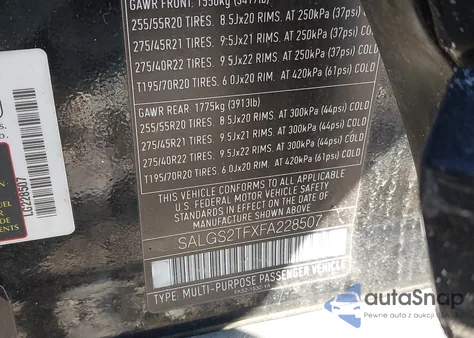 GAWR FRONT: 1550kg (3417lb)
255/55R20 TIRES. 8.5Jx20 RIMS. AT 250kPA (37psi) COLD
275/45R21 TIRES. 9.5Jx21 RIMS. AT 250kPA (37psi) COLD
275/40R22 TIRES. 9.5Jx22 RIMS. AT 250kPA (37psi) COLD
T195/70R20 TIRES. 6.0Jx20 RIM. AT 420kPA (61psi) COLD
GAWR REAR: 1775kg (3913lb)
255/55R20 TIRES. 8.5Jx20 RIMS. AT 300kPA (44psi) COLD
275/45R21 TIRES. 9.5Jx21 RIMS. AT 300kPA (44psi) COLD
275/40R22 TIRES. 9.5Jx22 RIMS. AT 300kPA (44psi) COLD
T195/70R20 TIRES. 6.0Jx20 RIM. AT 420kPA (61psi) COLD
THIS VEHICLE CONFORMS TO ALL APPLICABLE
U.S. FEDERAL MOTOR VEHICLE SAFETY
STANDARDS IN EFFECT ON THE DATE OF
MANUFACTURE
SALGS2TFXFA228507
TYPE: MULTI-PURPOSE PASSENGER VEHICLE
autoSnap
Pewne auta z aukcji